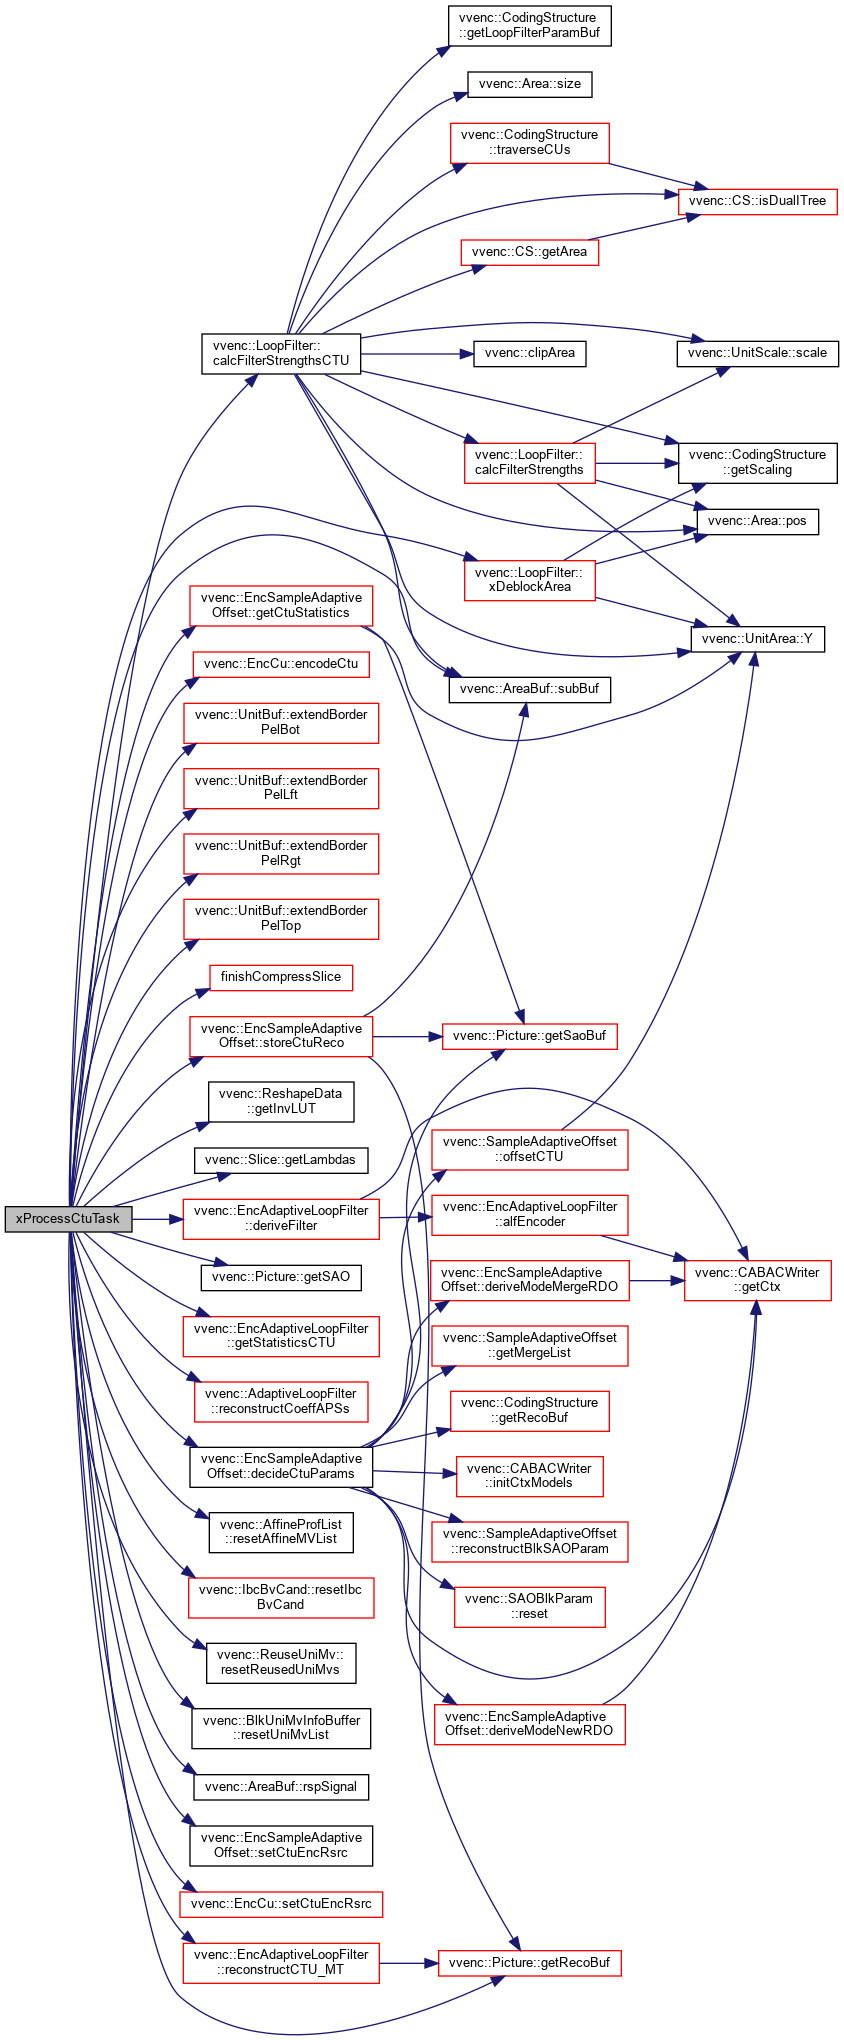 vvenc::CodingStructure
::getLoopFilterParamBuf
vvenc::Area::size
vvenc::CodingStructure
::traverseCUs
vvenc::CS::isDualITree
vvenc::CS::getArea
vvenc::LoopFilter::
calcFilterStrengthsCTU
vvenc::clipArea
vvenc::UnitScale::scale
vvenc::LoopFilter::
calcFilterStrengths
vvenc::CodingStructure
::getScaling
vvenc::Area::pos
vvenc::LoopFilter::
xDeblockArea
vvenc::EncSampleAdaptive
Offset::getCtuStatistics
vvenc::UnitArea::Y
vvenc::EncCu::encodeCtu
vvenc::AreaBuf::subBuf
vvenc::UnitBuf::extendBorder
PelBot
vvenc::UnitBuf::extendBorder
PelLft
vvenc::UnitBuf::extendBorder
PelRgt
vvenc::UnitBuf::extendBorder
PelTop
finishCompressSlice
vvenc::EncSampleAdaptive
Offset::storeCtuReco
vvenc::Picture::getSaoBuf
vvenc::ReshapeData
::getInvLUT
vvenc::Slice::getLambdas
vvenc::SampleAdaptiveOffset
::offsetCTU
xProcessCtuTask
vvenc::EncAdaptiveLoopFilter
::deriveFilter
vvenc::EncAdaptiveLoopFilter
::alfEncoder
vvenc::Picture::getSAO
vvenc::EncSampleAdaptive
Offset::deriveModeMergeRDO
vvenc::CABACWriter
::getCtx
vvenc::EncAdaptiveLoopFilter
::getStatisticsCTU
vvenc::SampleAdaptiveOffset
::getMergeList
vvenc::AdaptiveLoopFilter
::reconstructCoeffAPSs
vvenc::CodingStructure
::getRecoBuf
vvenc::EncSampleAdaptive
Offset::decideCtuParams
vvenc::CABACWriter
::initCtxModels
vvenc::AffineProfList
::resetAffineMVList
vvenc::SampleAdaptiveOffset
::reconstructBlkSAOParam
vvenc::IbcBvCand::resetIbc
BvCand
vvenc::SAOBlkParam
::reset
vvenc::ReuseUniMv::
resetReusedUniMvs
vvenc::BlkUniMvInfoBuffer
::resetUniMvList
vvenc::EncSampleAdaptive
Offset::deriveModeNewRDO
vvenc::AreaBuf::rspSignal
vvenc::EncSampleAdaptive
Offset::setCtuEncRsrc
vvenc::EncCu::setCtuEncRsrc
vvenc::EncAdaptiveLoopFilter
::reconstructCTU_MT
vvenc::Picture::getRecoBuf